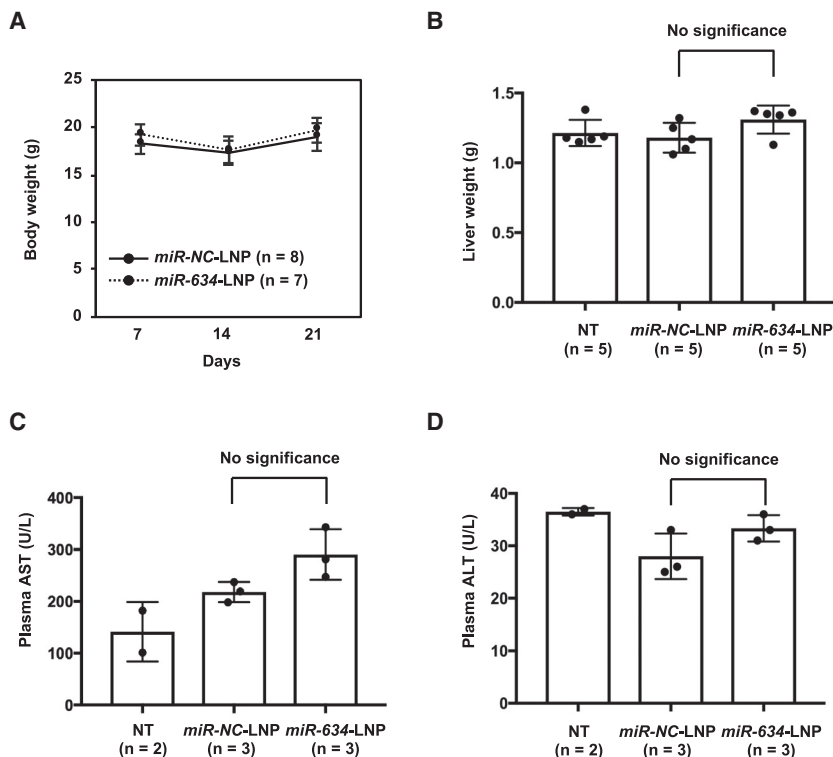 A
Body weight (g)
25
20
15
10
5
0
miR-NC-LNP (n = 8)
miR-634-LNP (n = 7)
7 14 21
Days
B
No significance
Liver weight (g)
1.5
1.0
0.5
0.0
NT miR-NC-LNP miR-634-LNP
(n = 5) (n = 5) (n = 5)
C
No significance
Plasma AST (U/L)
400
300
200
100
0
NT miR-NC-LNP miR-634-LNP
(n = 2) (n = 3) (n = 3)
D
No significance
Plasma ALT (U/L)
40
30
20
10
0
NT miR-NC-LNP miR-634-LNP
(n = 2) (n = 3) (n = 3)